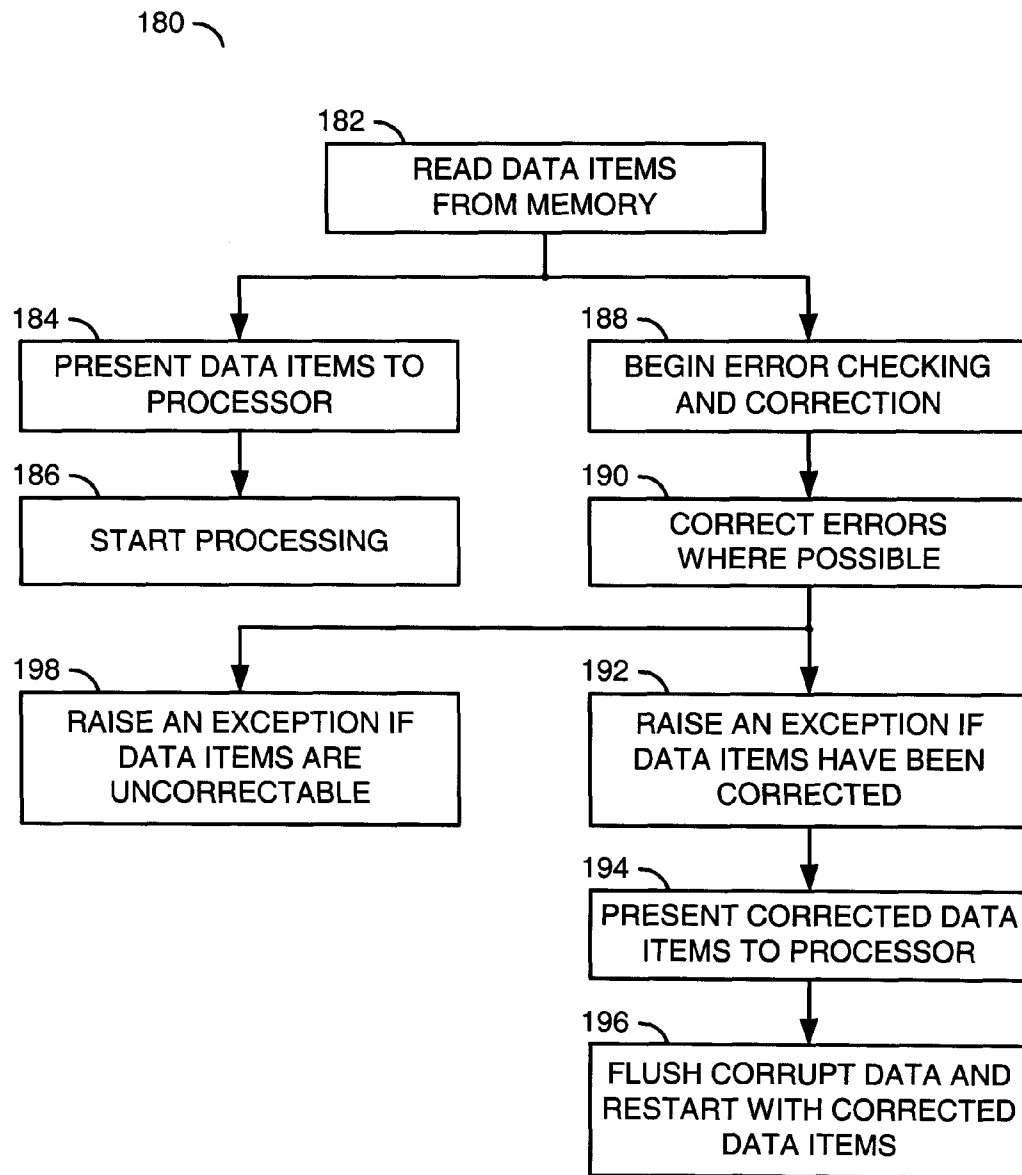 180
182
READ DATA ITEMS
FROM MEMORY
184
PRESENT DATA ITEMS TO
PROCESSOR
188
BEGIN ERROR CHECKING
AND CORRECTION
186
START PROCESSING
190
CORRECT ERRORS
WHERE POSSIBLE
198
RAISE AN EXCEPTION IF
DATA ITEMS ARE
UNCORRECTABLE
192
RAISE AN EXCEPTION IF
DATA ITEMS HAVE BEEN
CORRECTED
194
PRESENT CORRECTED DATA
ITEMS TO PROCESSOR
196
FLUSH CORRUPT DATA AND
RESTART WITH CORRECTED
DATA ITEMS